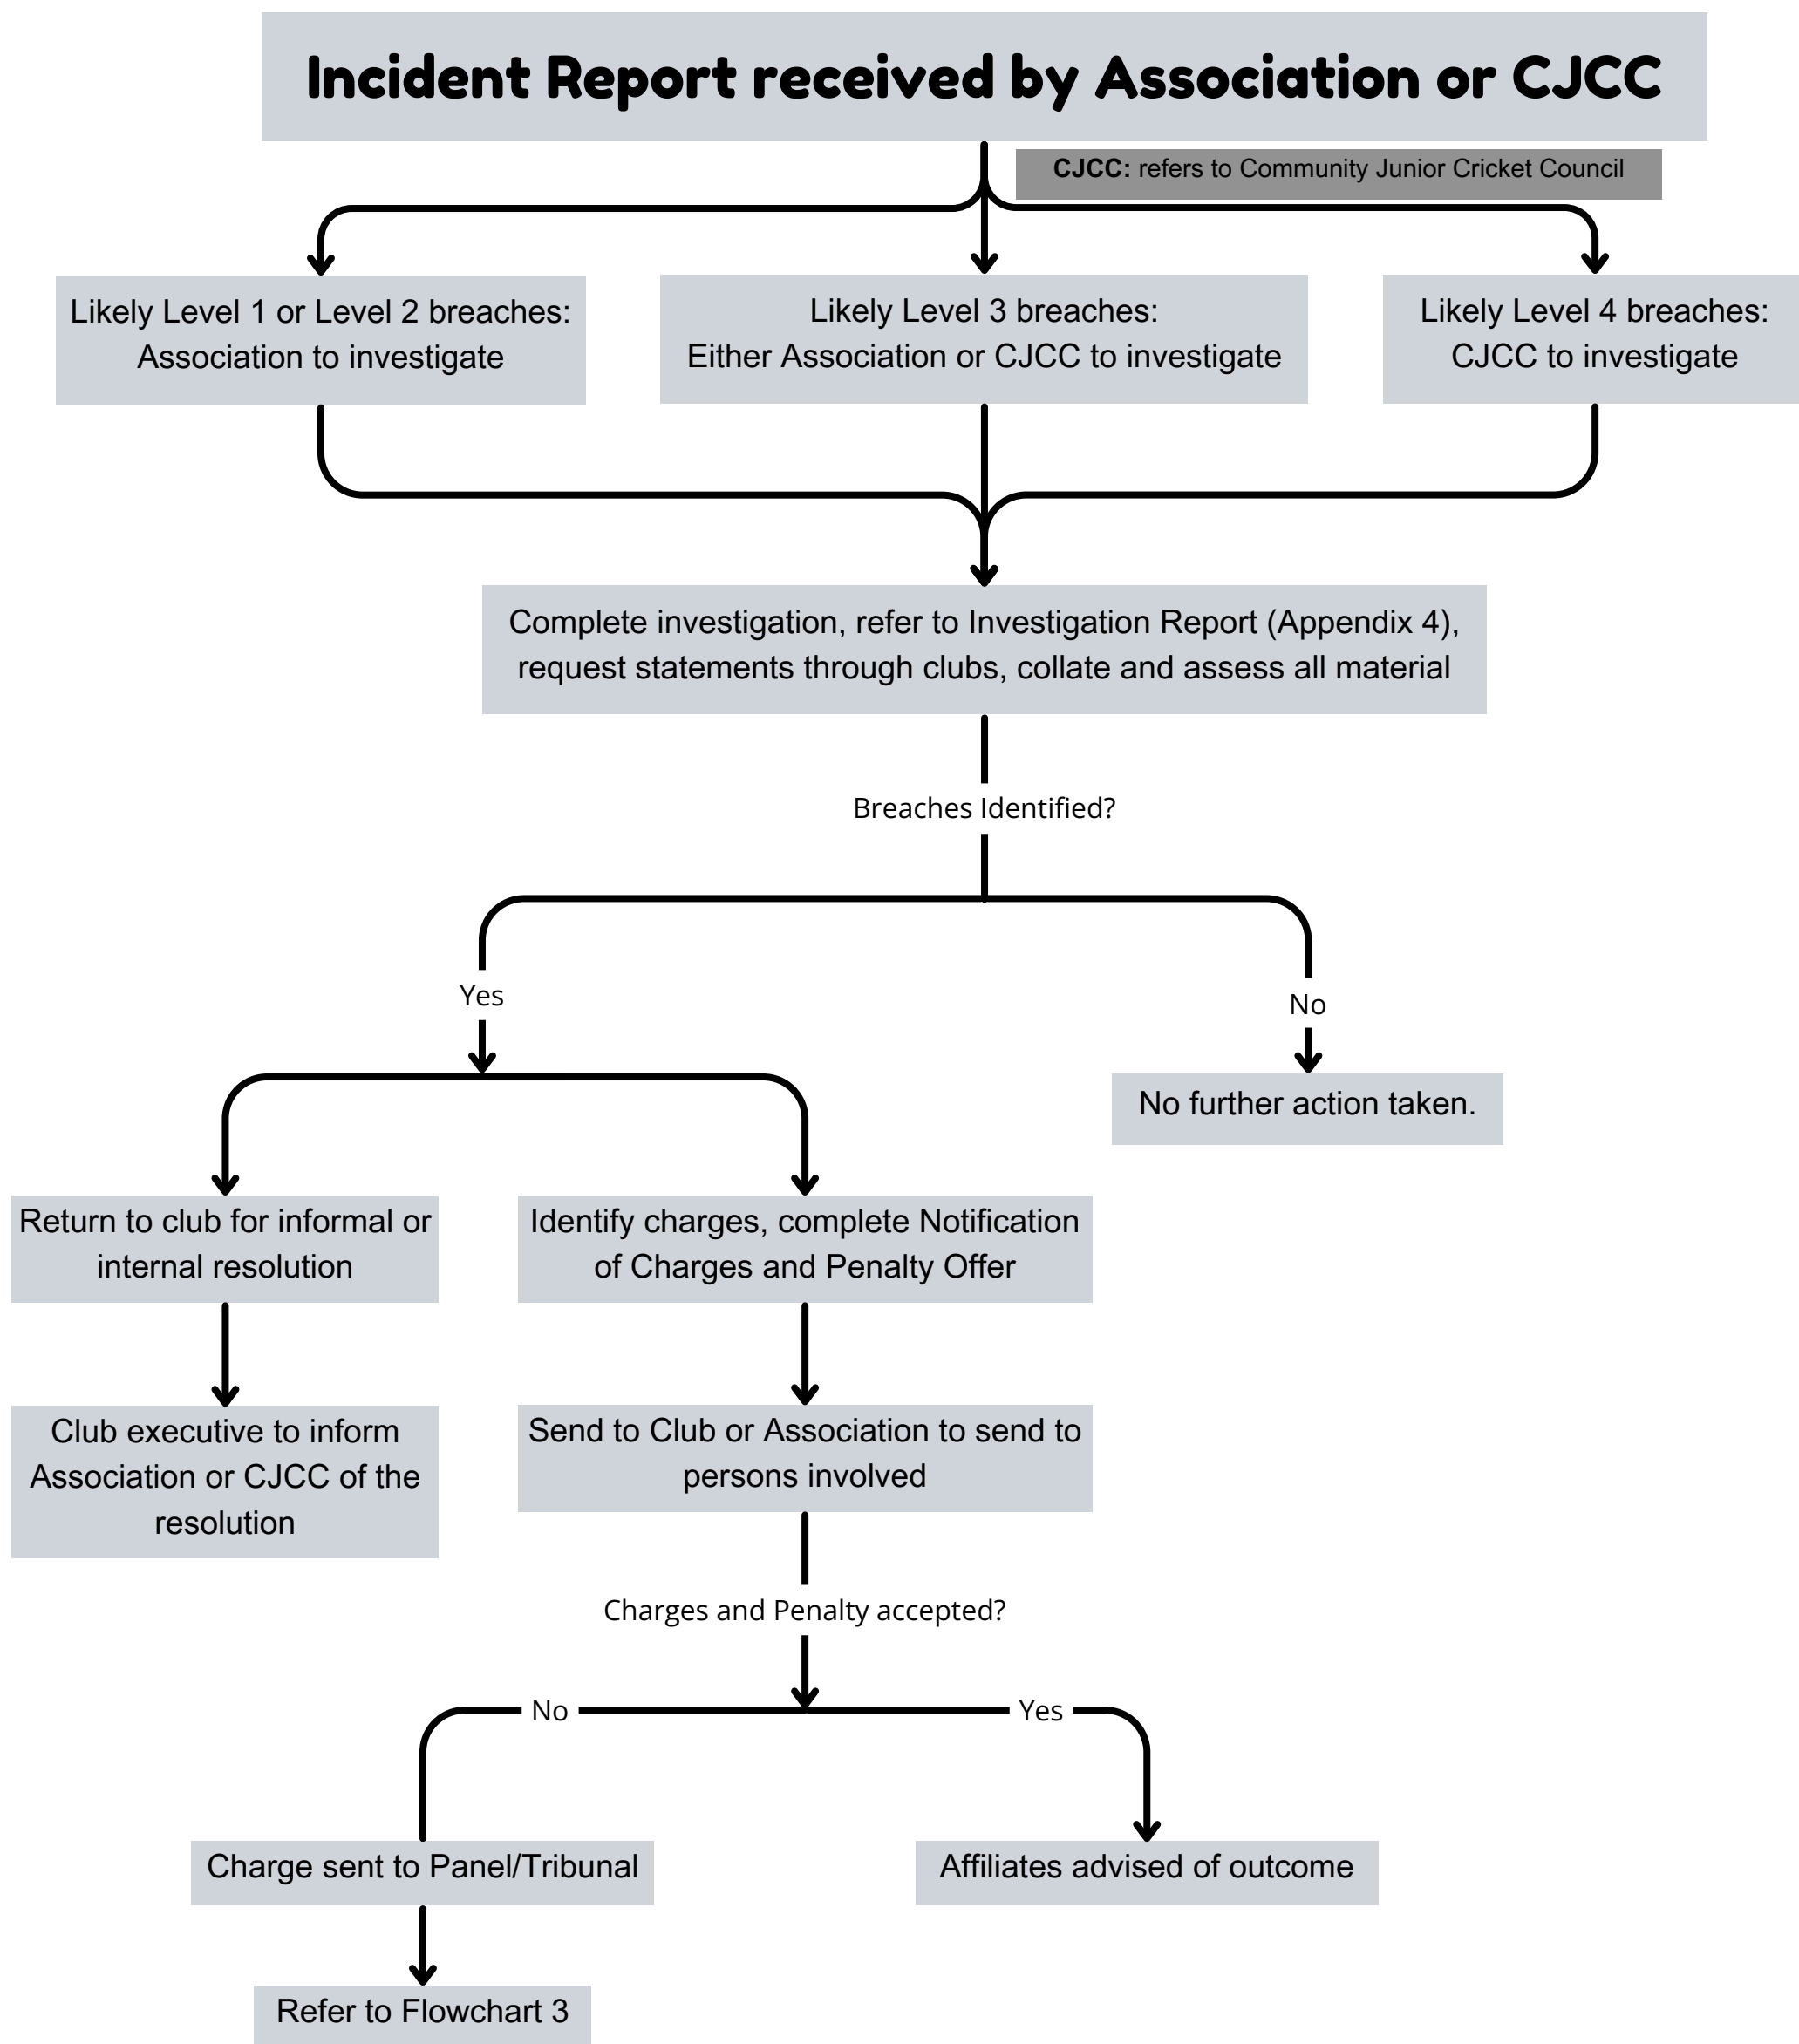 Incident Report received by Association or CJCC
CJCC: refers to Community Junior Cricket Council
Likely Level 1 or Level 2 breaches:
Association to investigate
Likely Level 3 breaches:
Either Association or CJCC to investigate
Likely Level 4 breaches:
CJCC to investigate
Complete investigation, refer to Investigation Report (Appendix 4),
request statements through clubs, collate and assess all material
Breaches Identified?
Yes
No
No further action taken.
Return to club for informal or
internal resolution
Identify charges, complete Notification
of Charges and Penalty Offer
Club executive to inform
Association or CJCC of the
resolution
Send to Club or Association to send to
persons involved
Charges and Penalty accepted?
No
Yes
Charge sent to Panel/Tribunal
Affiliates advised of outcome
Refer to Flowchart 3